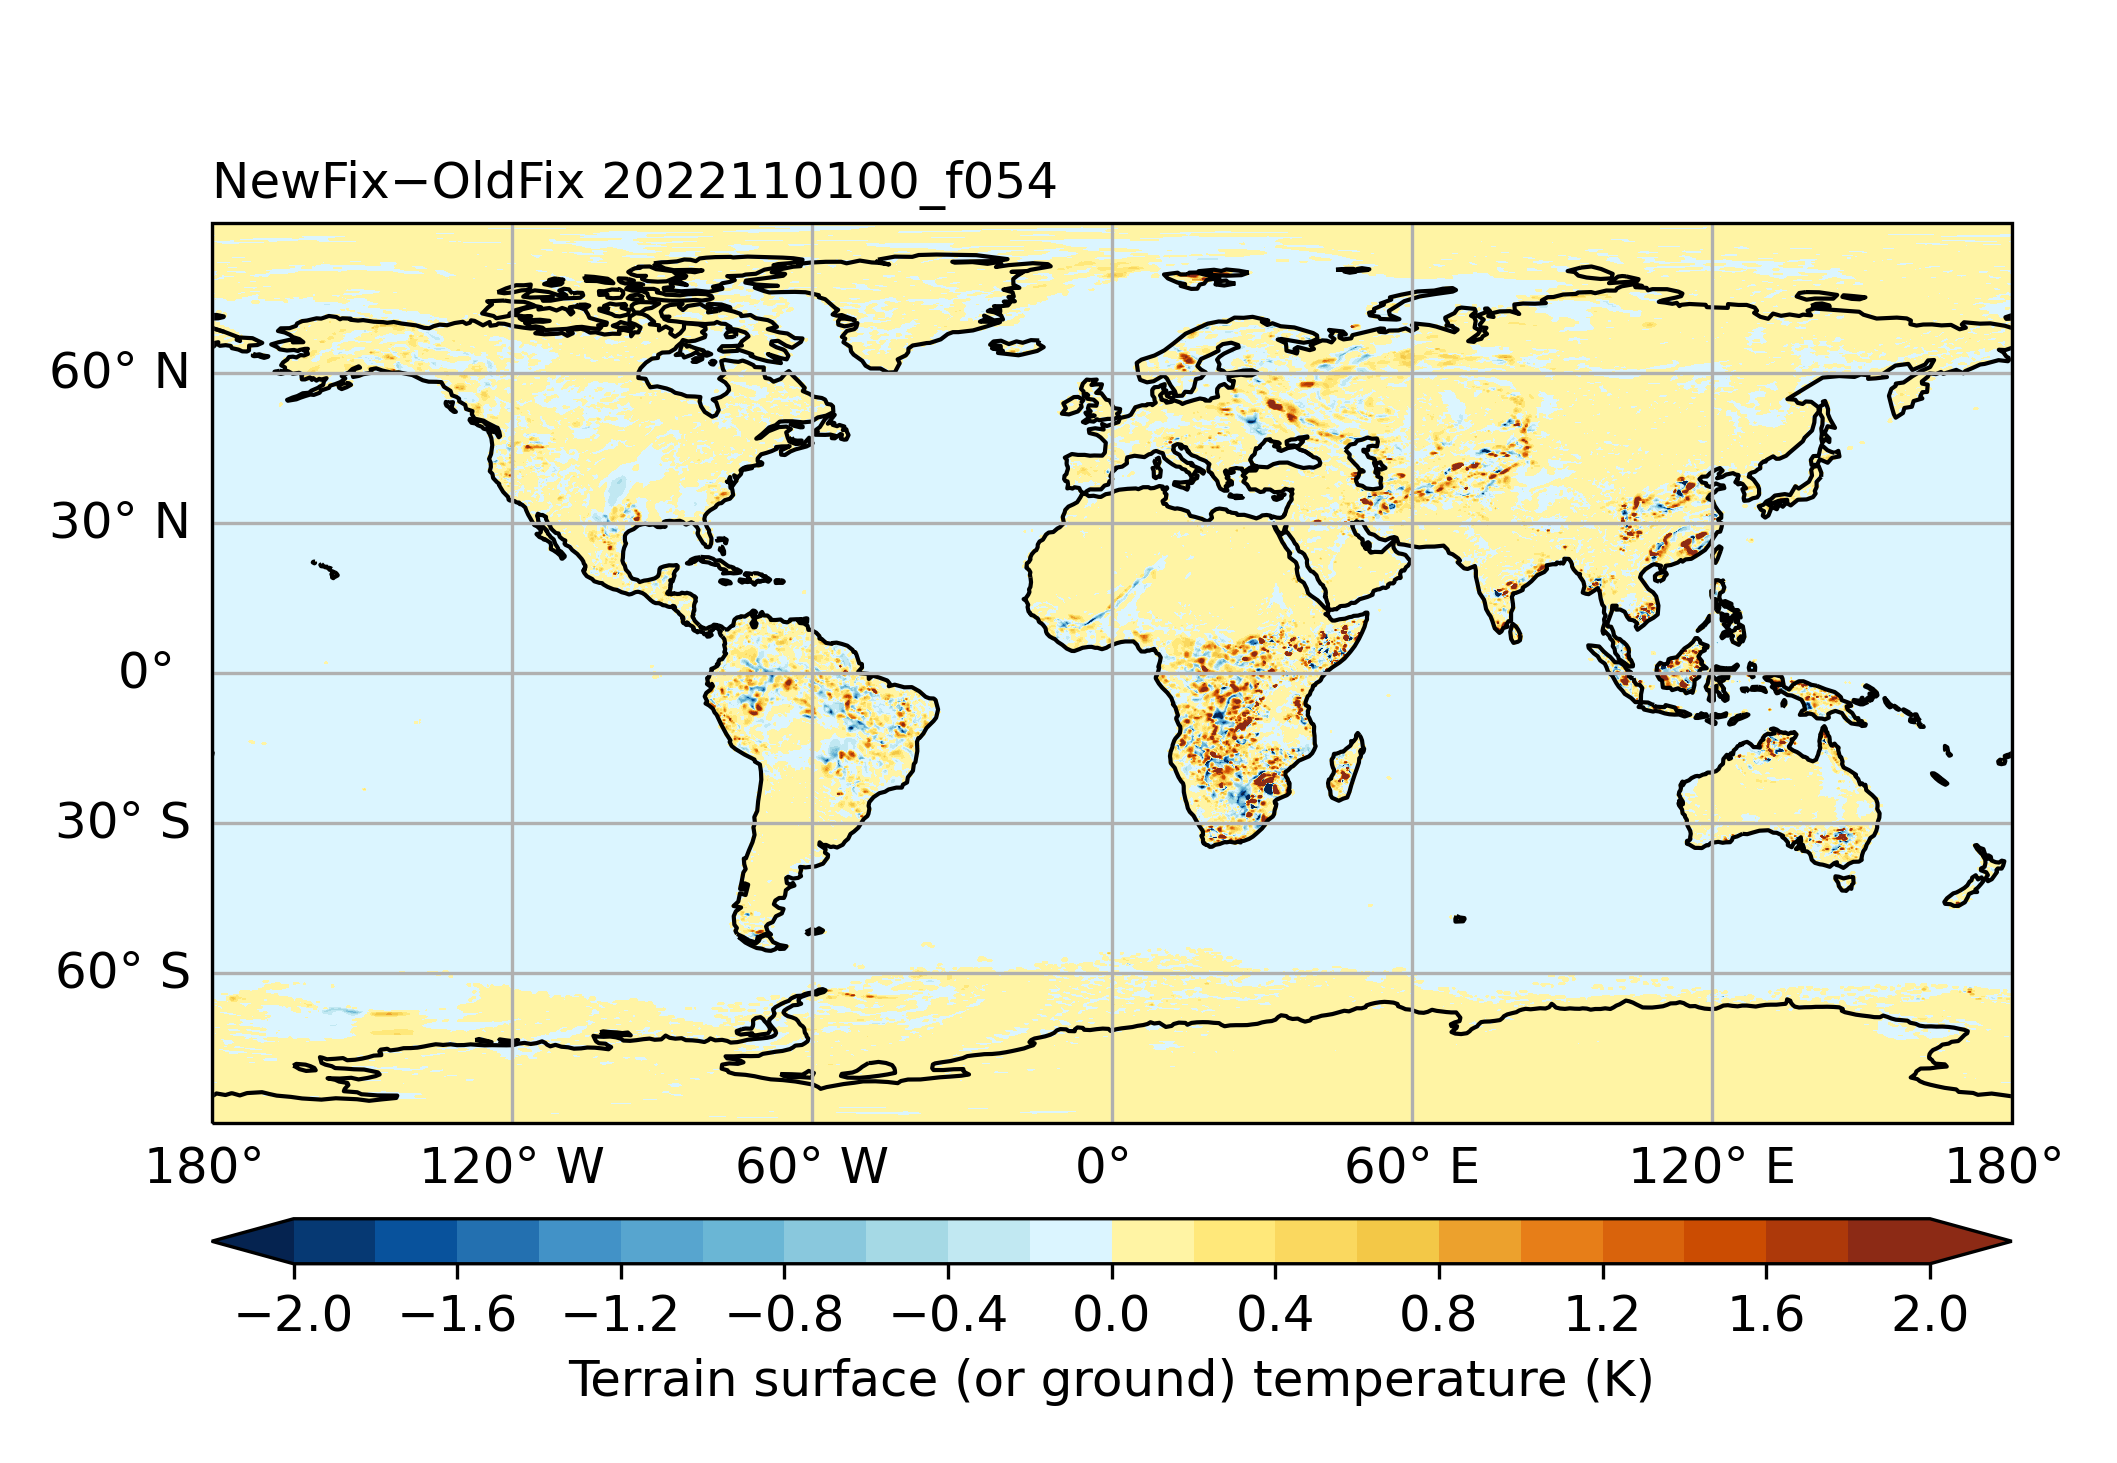 NewFix−OldFix 2022110100_f054
60° N
30° N
0°
30° S
60° S
180° 120° W 60° W 0° 60° E 120° E 180°
−2.0 −1.6 −1.2 −0.8 −0.4 0.0 0.4 0.8 1.2 1.6 2.0
Terrain surface (or ground) temperature (K)